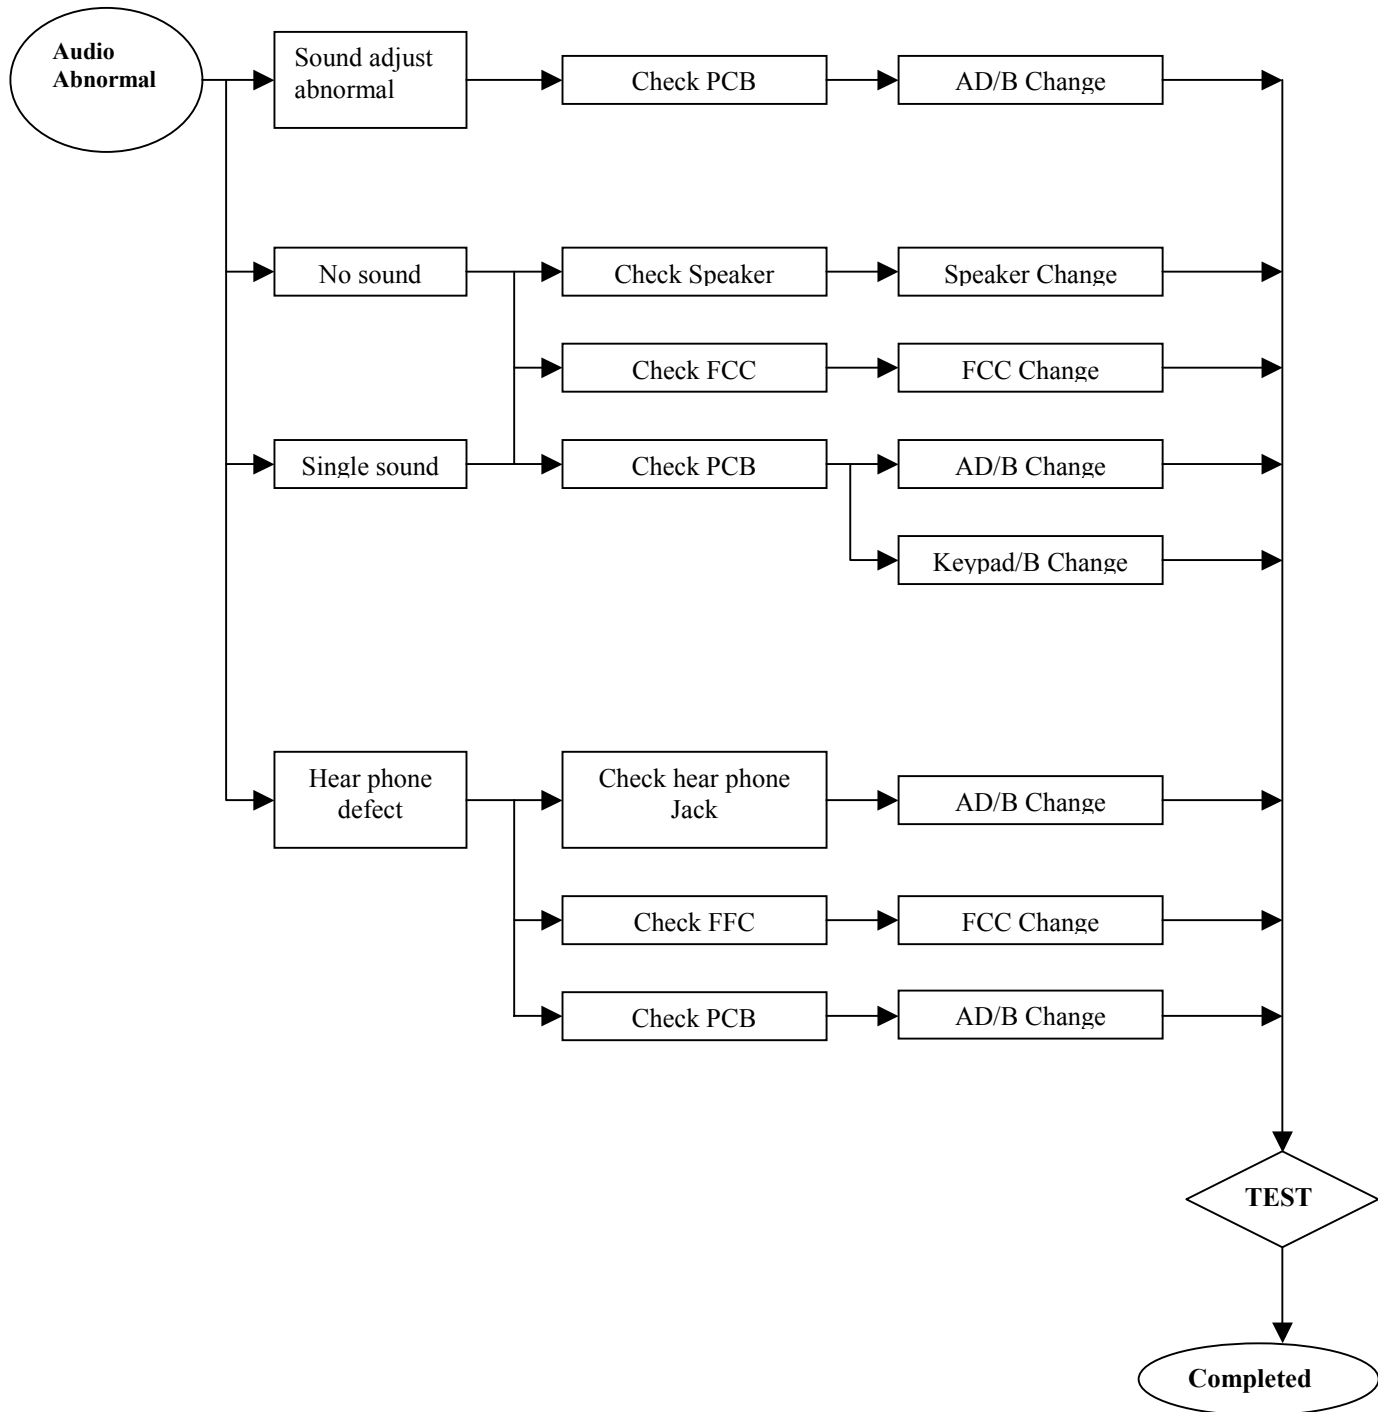 Audio
Abnormal
Sound adjust
abnormal
Check PCB
AD/B Change
No sound
Check Speaker
Speaker Change
Check FCC
FCC Change
Single sound
Check PCB
AD/B Change
Keypad/B Change
Hear phone
defect
Check hear phone
Jack
AD/B Change
Check FFC
FCC Change
Check PCB
AD/B Change
TEST
Completed